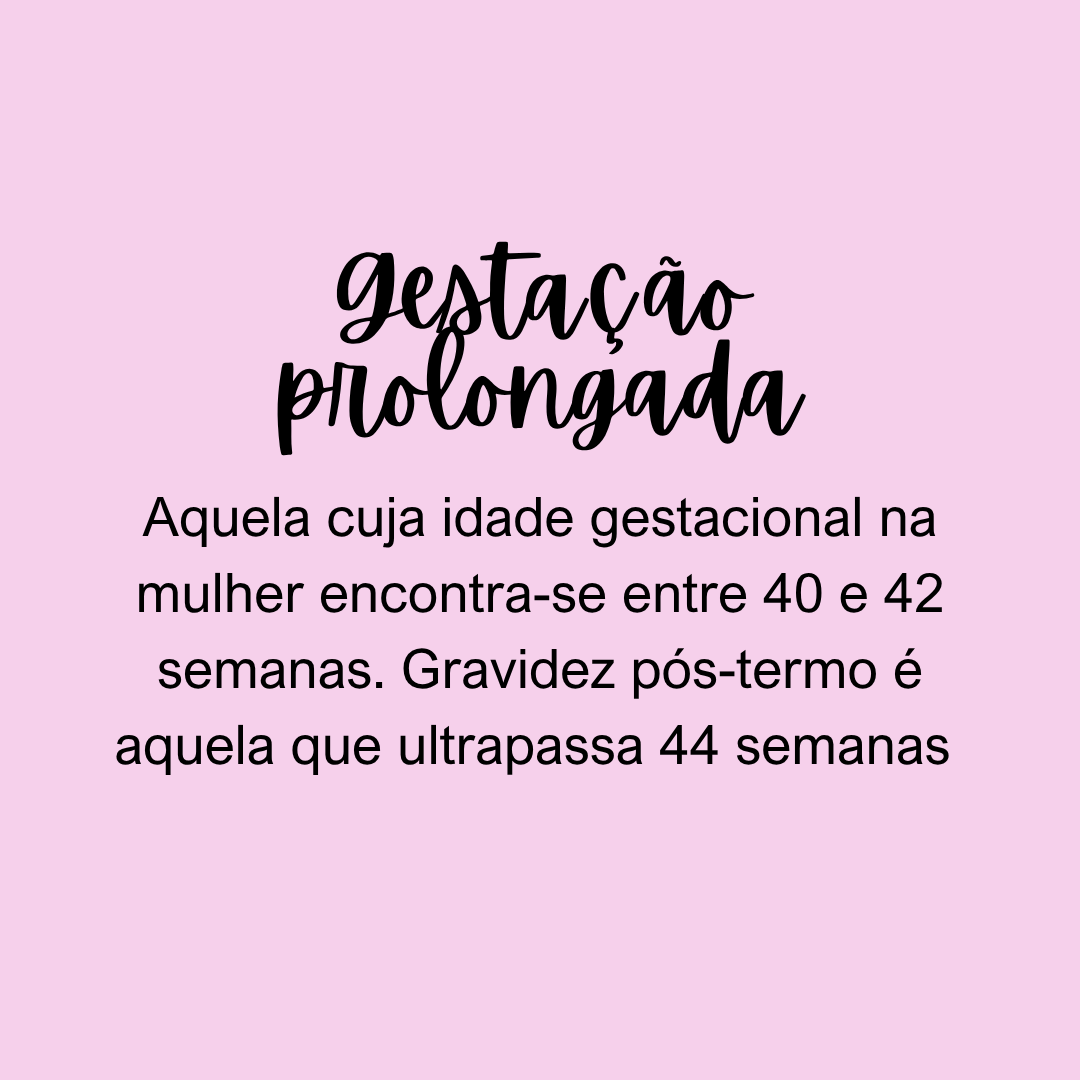 gestação
prolongada
Aquela cuja idade gestacional na
mulher encontra-se entre 40 e 42
semanas. Gravidez pós-termo é
aquela que ultrapassa 44 semanas